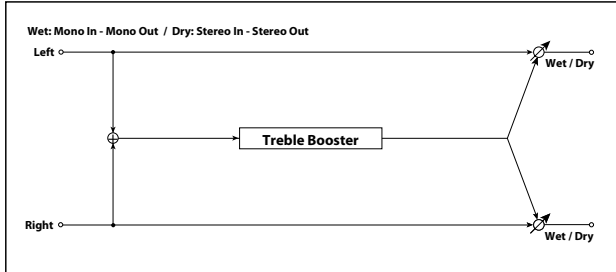 Wet: Mono In - Mono Out / Dry: Stereo In - Stereo Out
Left
Wet / Dry
Treble Booster
Right
Wet / Dry